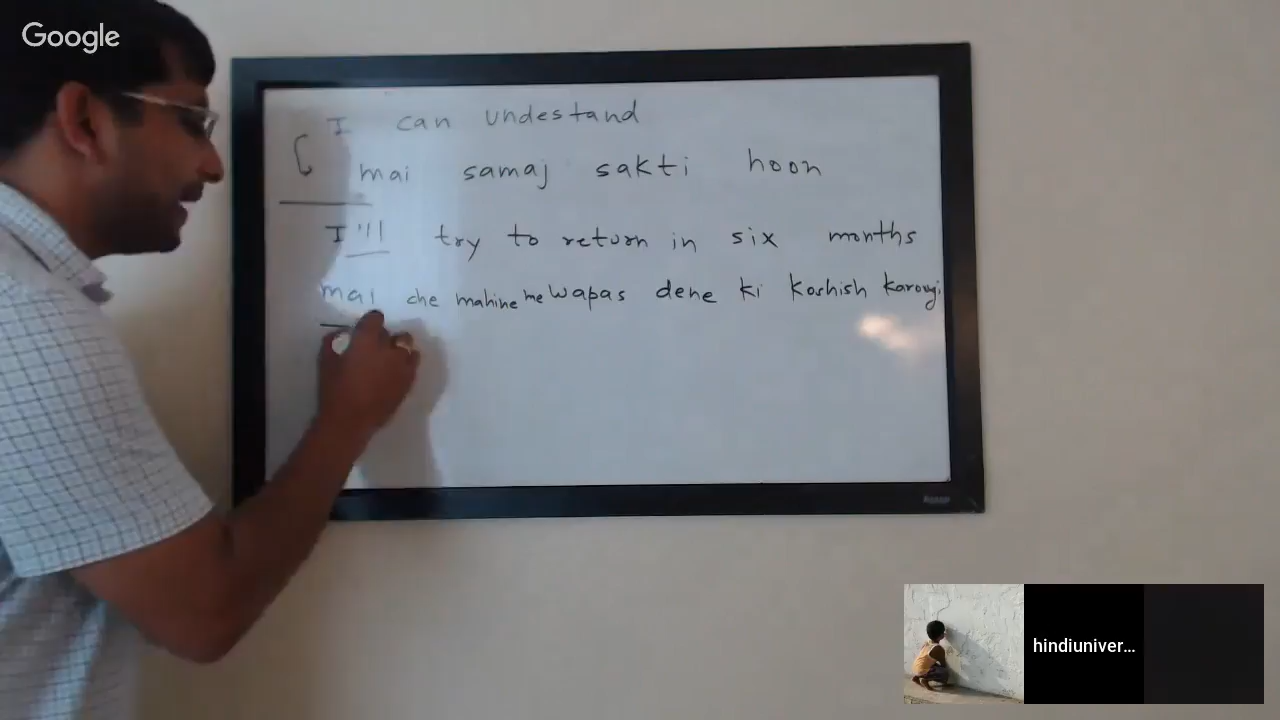 Google
I can undestand
mai samaj sakti hoon
I'll try to return in six months
mai che mahine me wapas dene ki koshish karongi
hindiuniver...